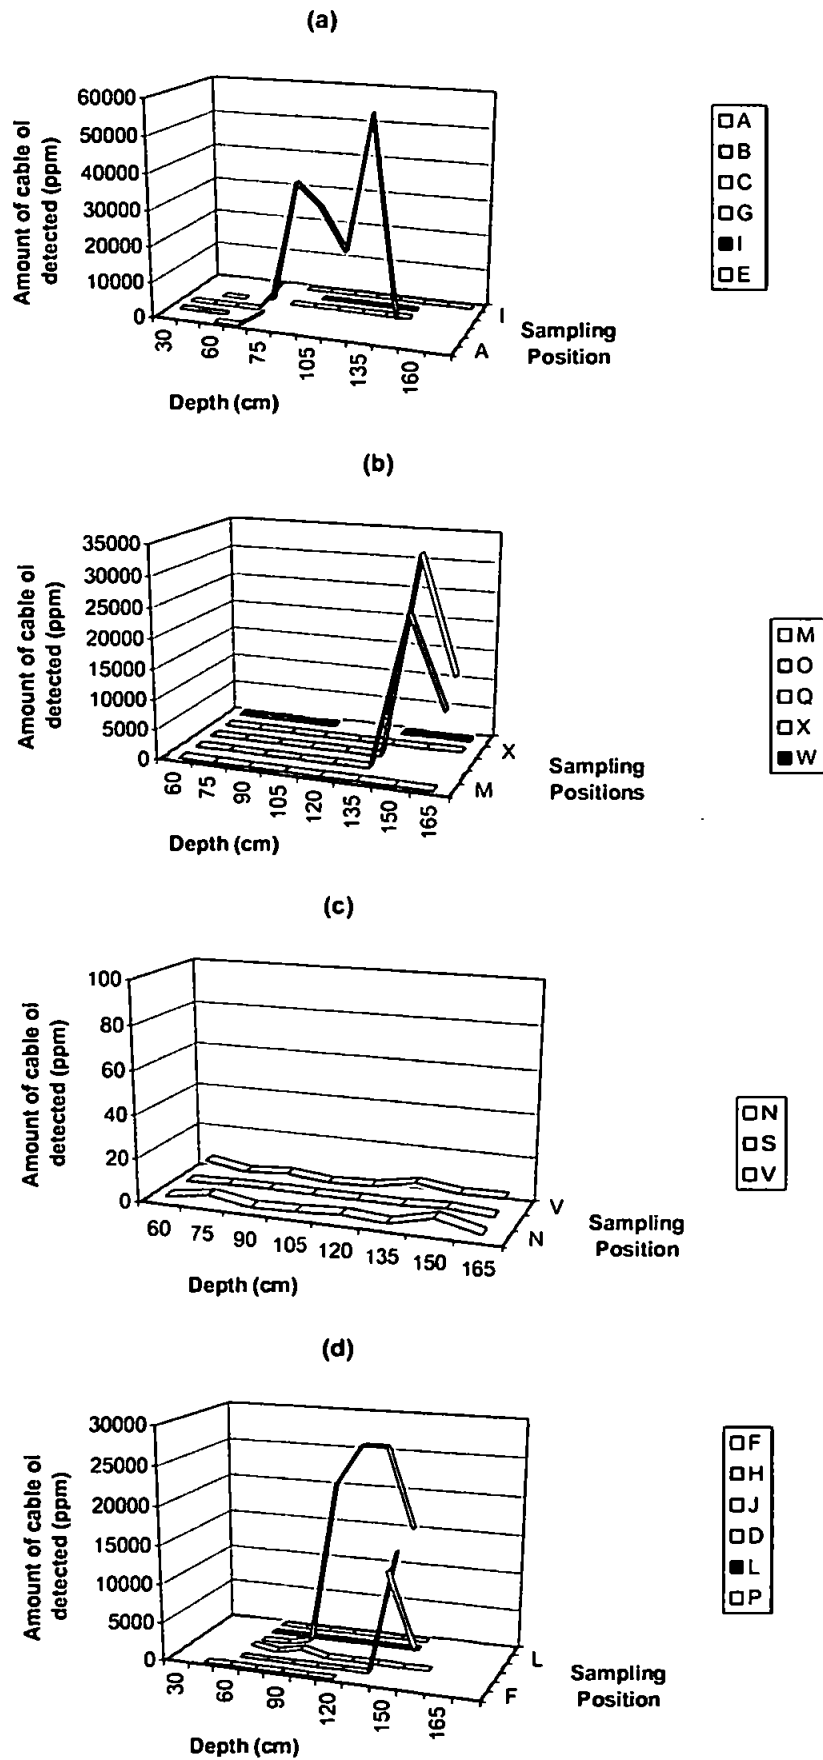 (a)
Amount of cable oi
detected (ppm)
60000
50000
40000
30000
20000
10000
0
30
60
75
105
135
160
Depth (cm)
A
I
Sampling
Position
A
B
C
G
I
E
(b)
Amount of cable oi
detected (ppm)
35000
30000
25000
20000
15000
10000
5000
0
60
75
90
105
120
135
150
165
Depth (cm)
M
X
Sampling
Positions
M
O
Q
X
W
(c)
Amount of cable oi
detected (ppm)
100
80
60
40
20
0
60
75
90
105
120
135
150
165
Depth (cm)
N
V
Sampling
Position
N
S
V
(d)
Amount of cable oi
detected (ppm)
30000
25000
20000
15000
10000
5000
0
30
60
90
120
150
165
Depth (cm)
F
L
Sampling
Position
F
H
J
D
L
P